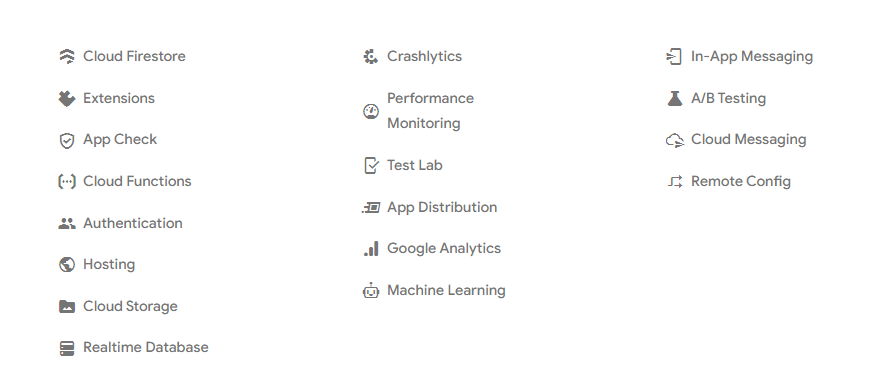 Cloud Firestore
Extensions
App Check
Cloud Functions
Authentication
Hosting
Cloud Storage
Realtime Database
Crashlytics
Performance
Monitoring
Test Lab
App Distribution
Google Analytics
Machine Learning
In-App Messaging
A/B Testing
Cloud Messaging
Remote Config